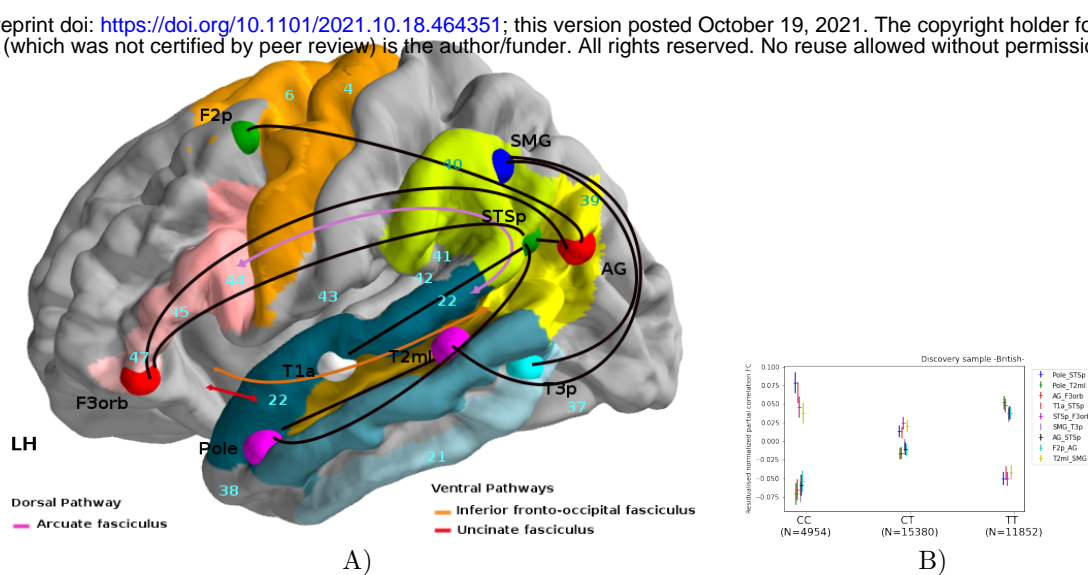 eprint doi: https://doi.org/10.1101/2021.10.18.464351; this version posted October 19, 2021. The copyright holder fo
(which was not certified by peer review) is the author/funder. All rights reserved. No reuse allowed without permissio
6
4
F2p
SMG
40
39
STSp
41
AG
42
44
22
43
45
T2ml
47
T1a
T3p
F3orb
22
37
LH
Pole
21
38
Dorsal Pathway
Arcuate fasciculus
Ventral Pathways
Inferior fronto-occipital fasciculus
Uncinate fasciculus
A)
Discovery sample -British-
Residualised normalized partial correlation FC
0.100
0.075
0.050
0.025
0.000
−0.025
−0.050
−0.075
CC
(N=4954)
CT
(N=15380)
TT
(N=11852)
Pole_STSp
Pole_T2ml
AG_F3orb
T1a_STSp
STSp_F3orb
SMG_T3p
AG_STSp
F2p_AG
T2ml_SMG
B)